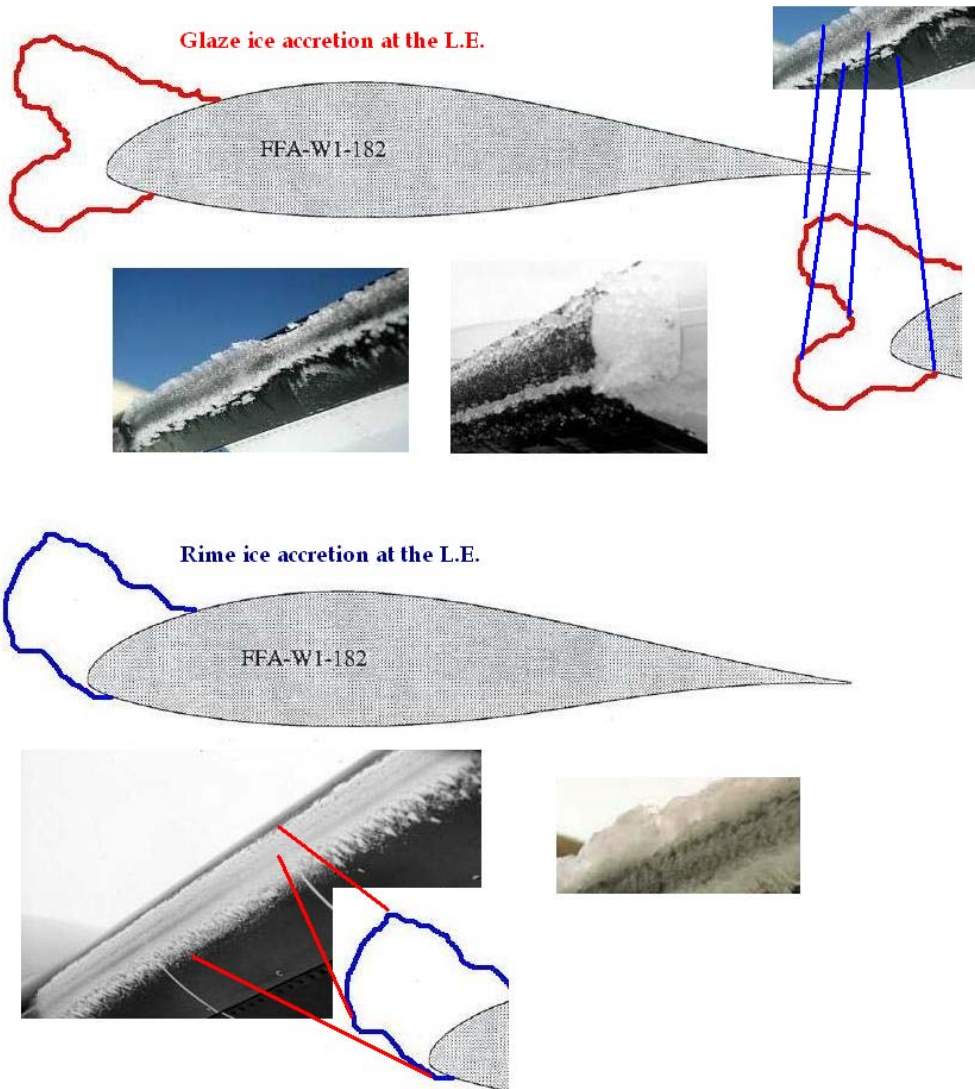 Glaze ice accretion at the L.E.
FFA-W1-182
Rime ice accretion at the L.E.
FFA-W1-182